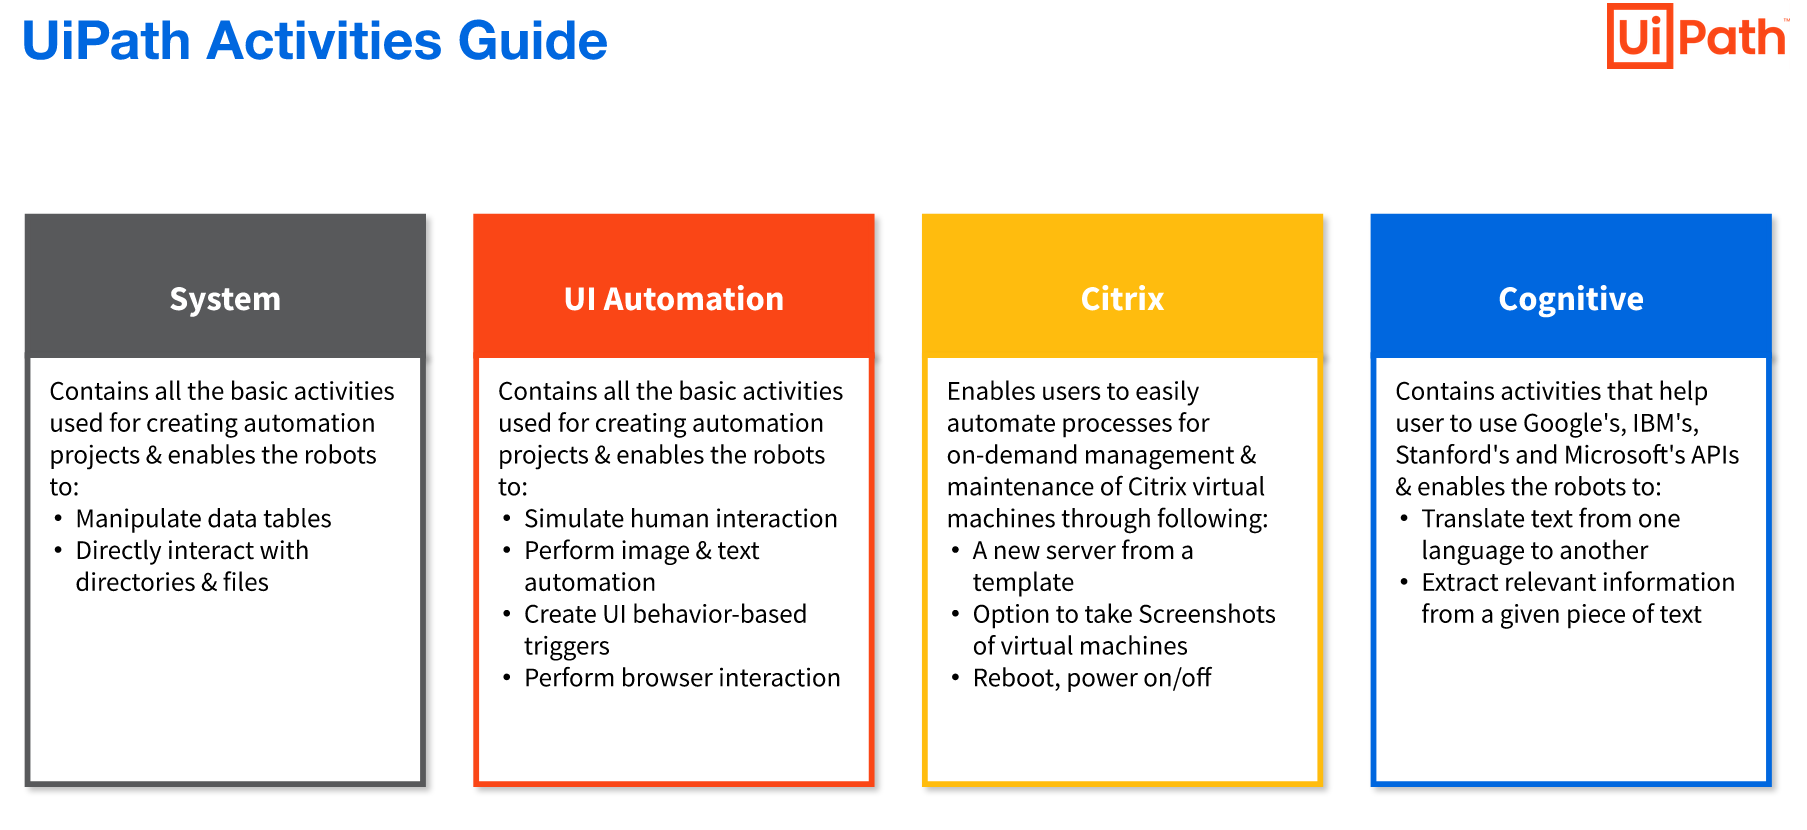 UiPath Activities Guide
UiPath™
System
Contains all the basic activities
used for creating automation
projects & enables the robots
to:
• Manipulate data tables
• Directly interact with
directories & files
UI Automation
Contains all the basic activities
used for creating automation
projects & enables the robots
to:
• Simulate human interaction
• Perform image & text
automation
• Create UI behavior-based
triggers
• Perform browser interaction
Citrix
Enables users to easily
automate processes for
on-demand management &
maintenance of Citrix virtual
machines through following:
• A new server from a
template
• Option to take Screenshots
of virtual machines
• Reboot, power on/off
Cognitive
Contains activities that help
user to use Google's, IBM's,
Stanford's and Microsoft's APIs
& enables the robots to:
• Translate text from one
language to another
• Extract relevant information
from a given piece of text